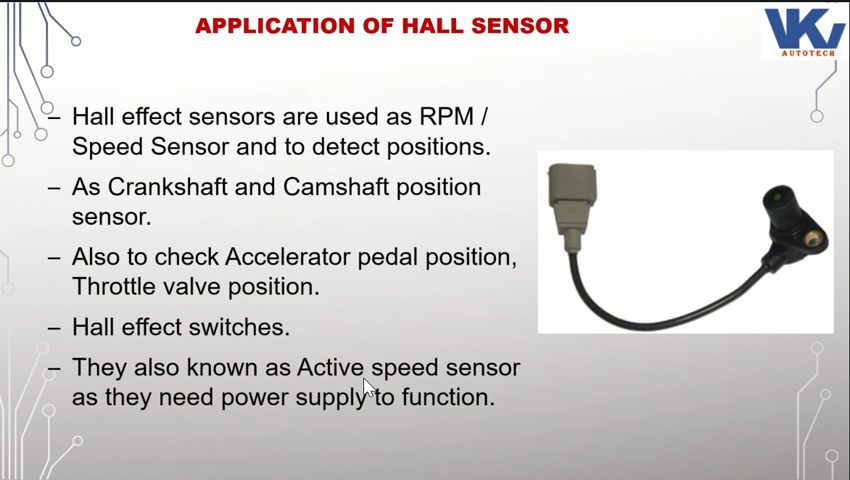 APPLICATION OF HALL SENSOR
VKV
AUTOTECH
– Hall effect sensors are used as RPM /
Speed Sensor and to detect positions.
– As Crankshaft and Camshaft position
sensor.
– Also to check Accelerator pedal position,
Throttle valve position.
– Hall effect switches.
– They also known as Active speed sensor
as they need power supply to function.